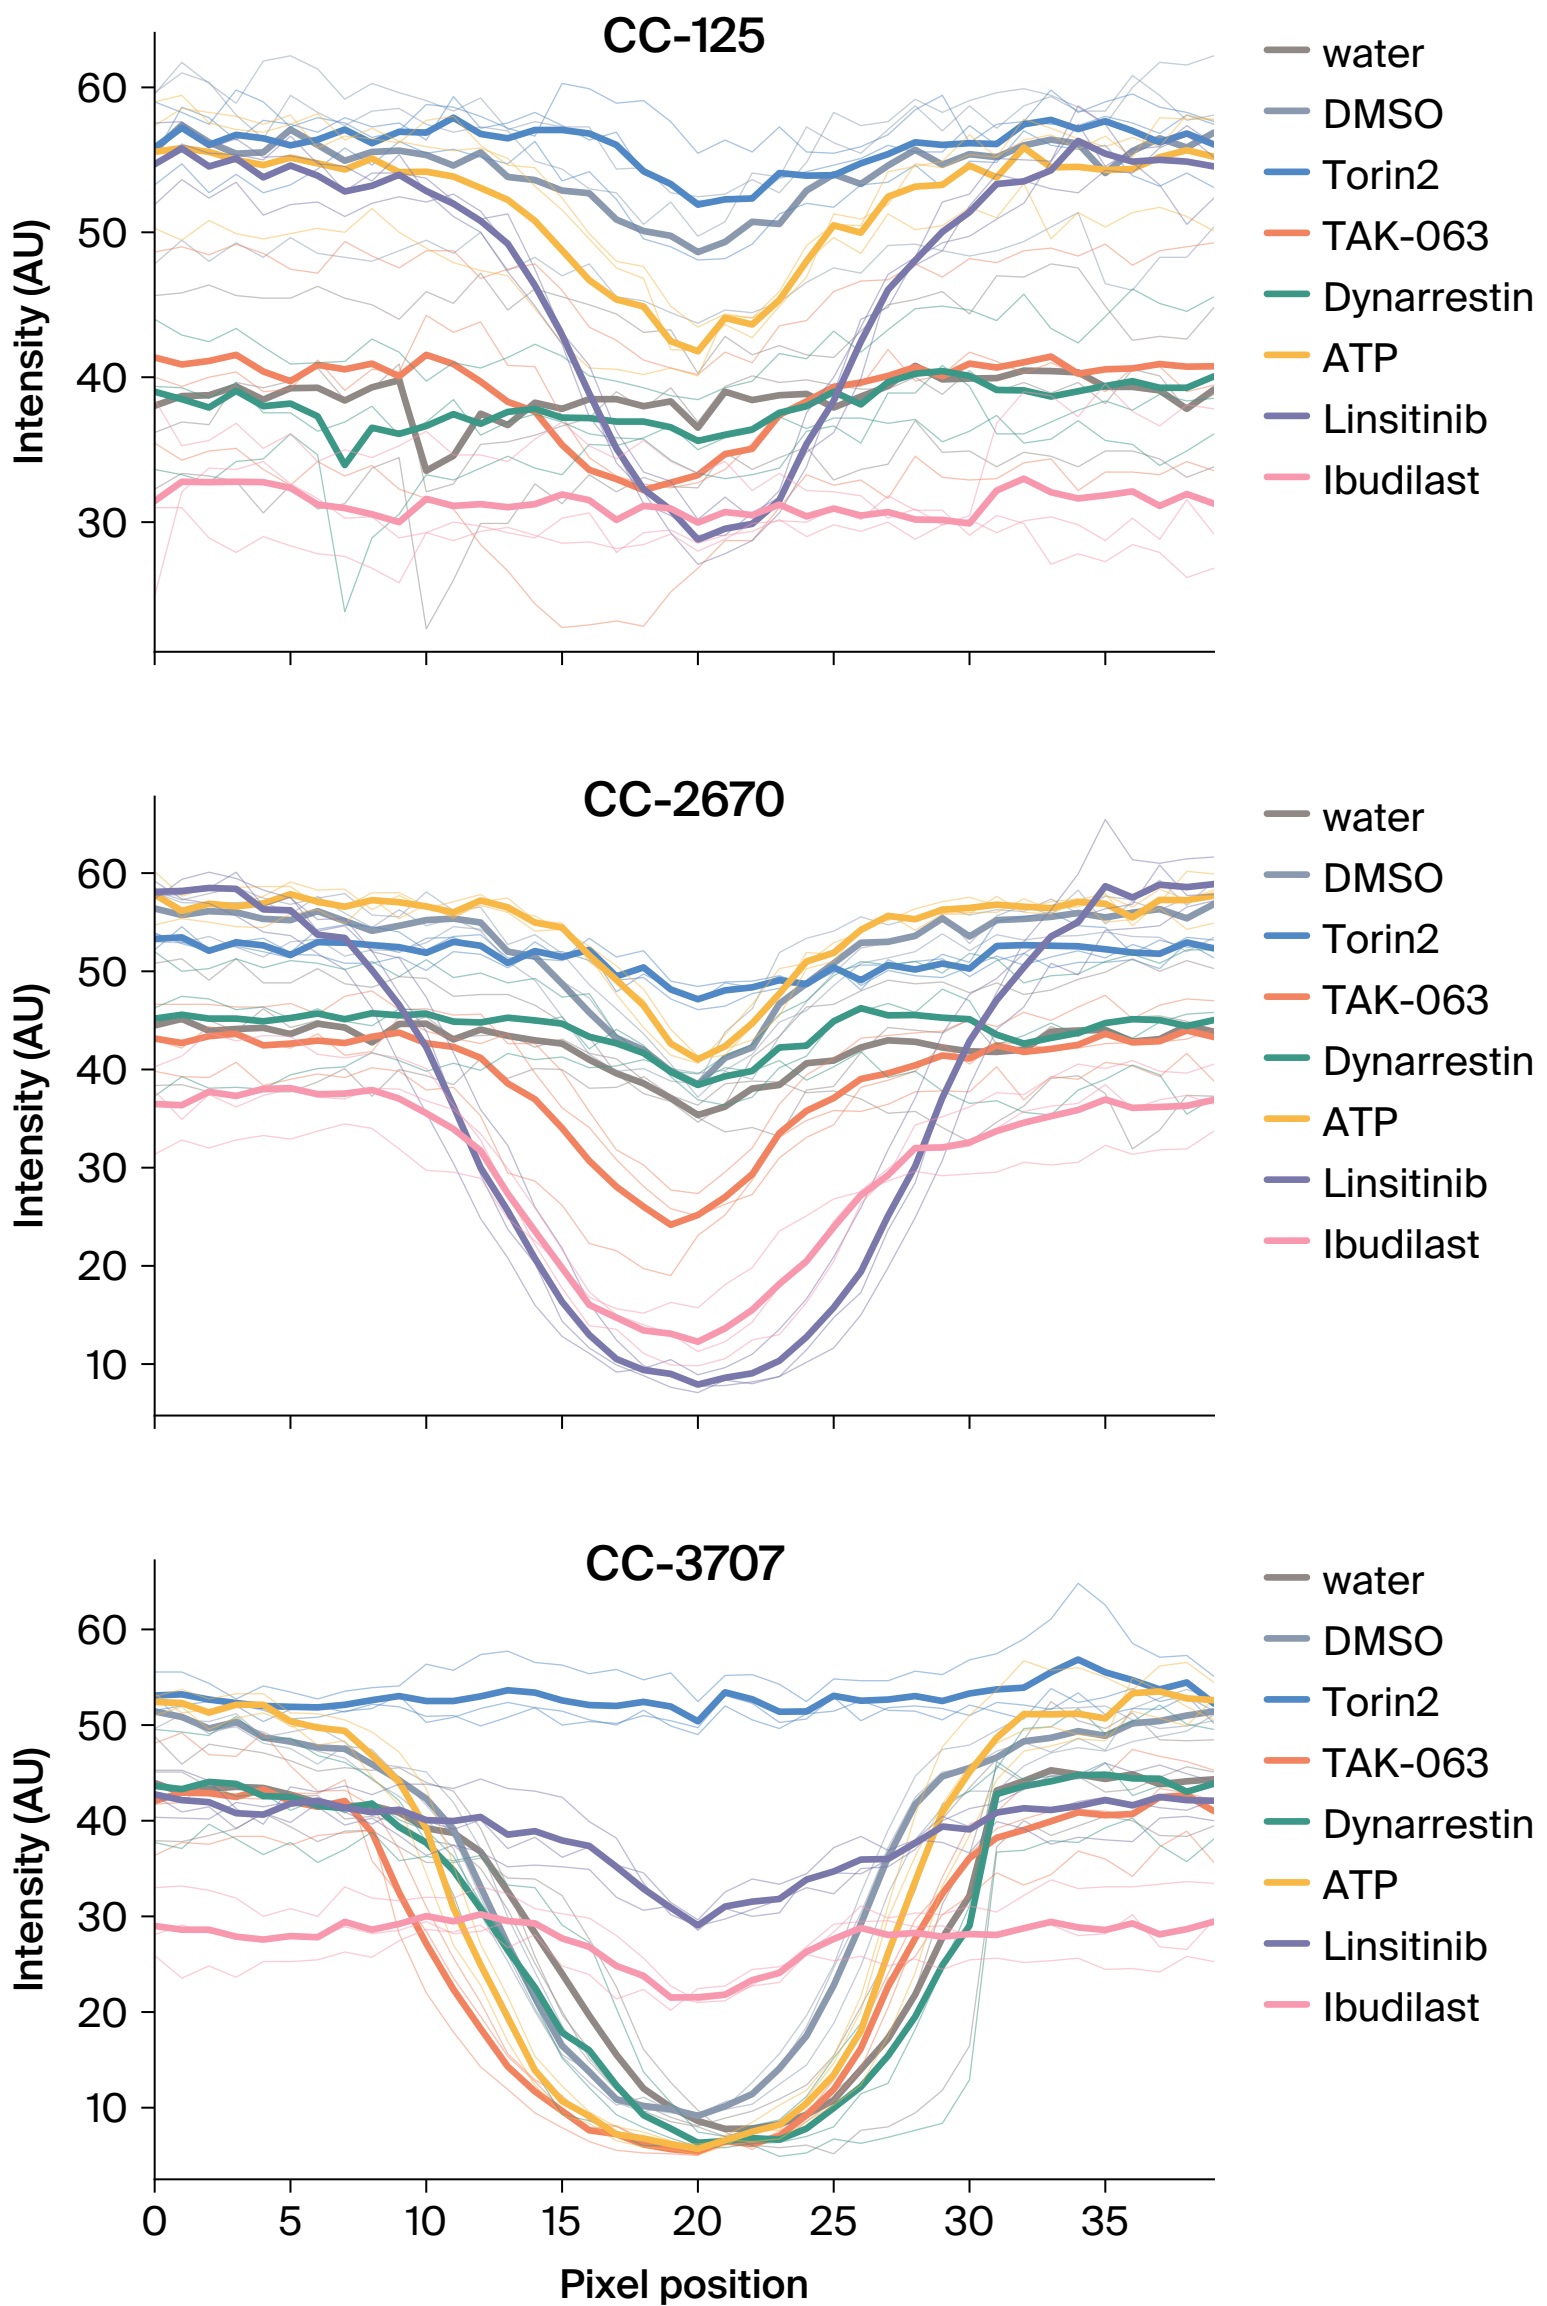 CC-125
Intensity (AU)
60
50
40
30
water
DMSO
Torin2
TAK-063
Dynarrestin
ATP
Linsitinib
Ibudilast
CC-2670
Intensity (AU)
60
50
40
30
20
10
water
DMSO
Torin2
TAK-063
Dynarrestin
ATP
Linsitinib
Ibudilast
CC-3707
Intensity (AU)
60
50
40
30
20
10
water
DMSO
Torin2
TAK-063
Dynarrestin
ATP
Linsitinib
Ibudilast
0 5 10 15 20 25 30 35
Pixel position